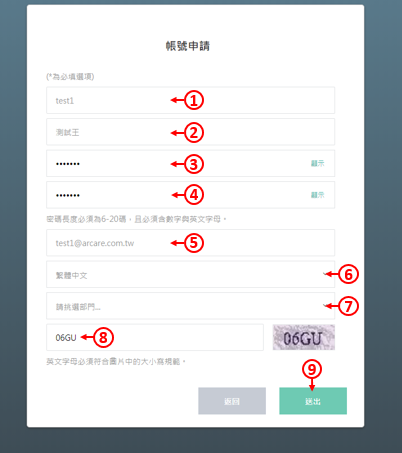 帳號申請
(*為必填選項)
test1 ①
測試王 ②
••••••• ③ 顯示
••••••• ④ 顯示
密碼長度必須為6-20碼，且必須含數字與英文字母。
test1@arcare.com.tw ⑤
繁體中文 ⑥
請挑選部門... ⑦
06GU ⑧ 06GU
英文字母必須符合圖片中的大小寫規範。
⑨
返回 送出